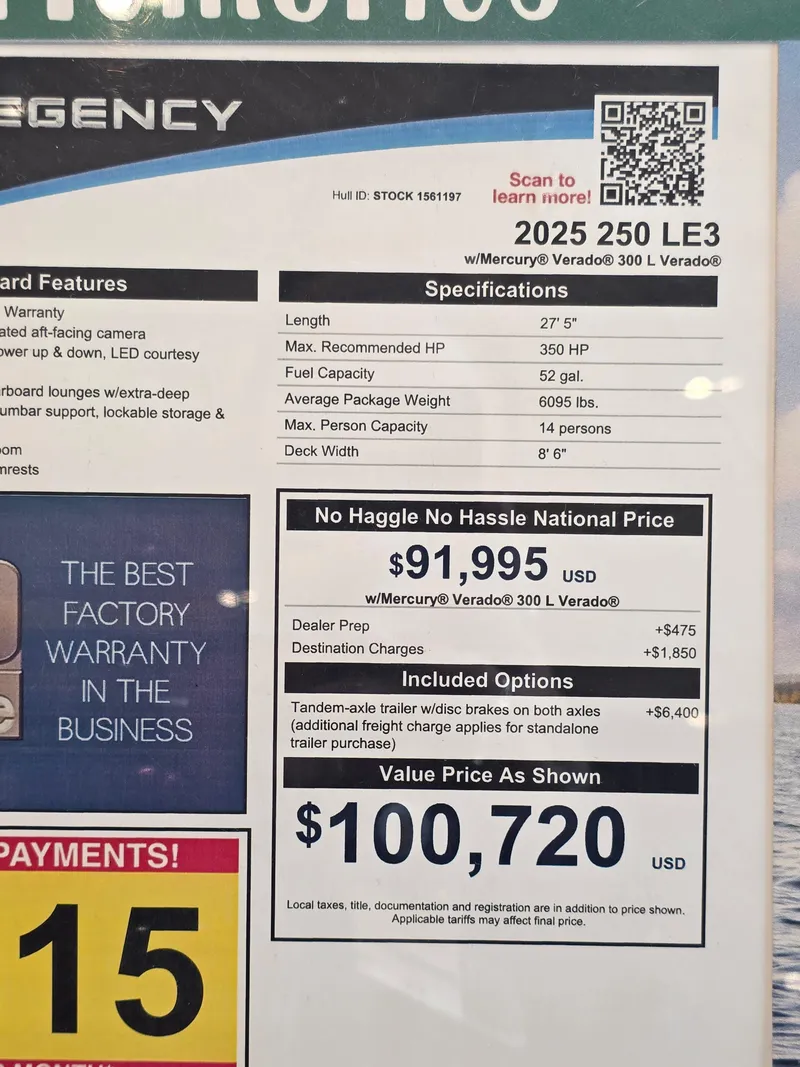 EGENCY
Hull ID: STOCK 1561197
Scan to
learn more!
2025 250 LE3
w/Mercury® Verado® 300 L Verado®
ard Features
Warranty
ated aft-facing camera
ower up & down, LED courtesy
rboard lounges w/extra-deep
umbar support, lockable storage &
oom
mrests
Specifications
Length 27' 5"
Max. Recommended HP 350 HP
Fuel Capacity 52 gal.
Average Package Weight 6095 lbs.
Max. Person Capacity 14 persons
Deck Width 8' 6"
THE BEST
FACTORY
WARRANTY
IN THE
BUSINESS
No Haggle No Hassle National Price
$91,995 USD
w/Mercury® Verado® 300 L Verado®
Dealer Prep +$475
Destination Charges +$1,850
Included Options
Tandem-axle trailer w/disc brakes on both axles +$6,400
(additional freight charge applies for standalone
trailer purchase)
Value Price As Shown
$100,720 USD
Local taxes, title, documentation and registration are in addition to price shown.
Applicable tariffs may affect final price.
PAYMENTS!
15